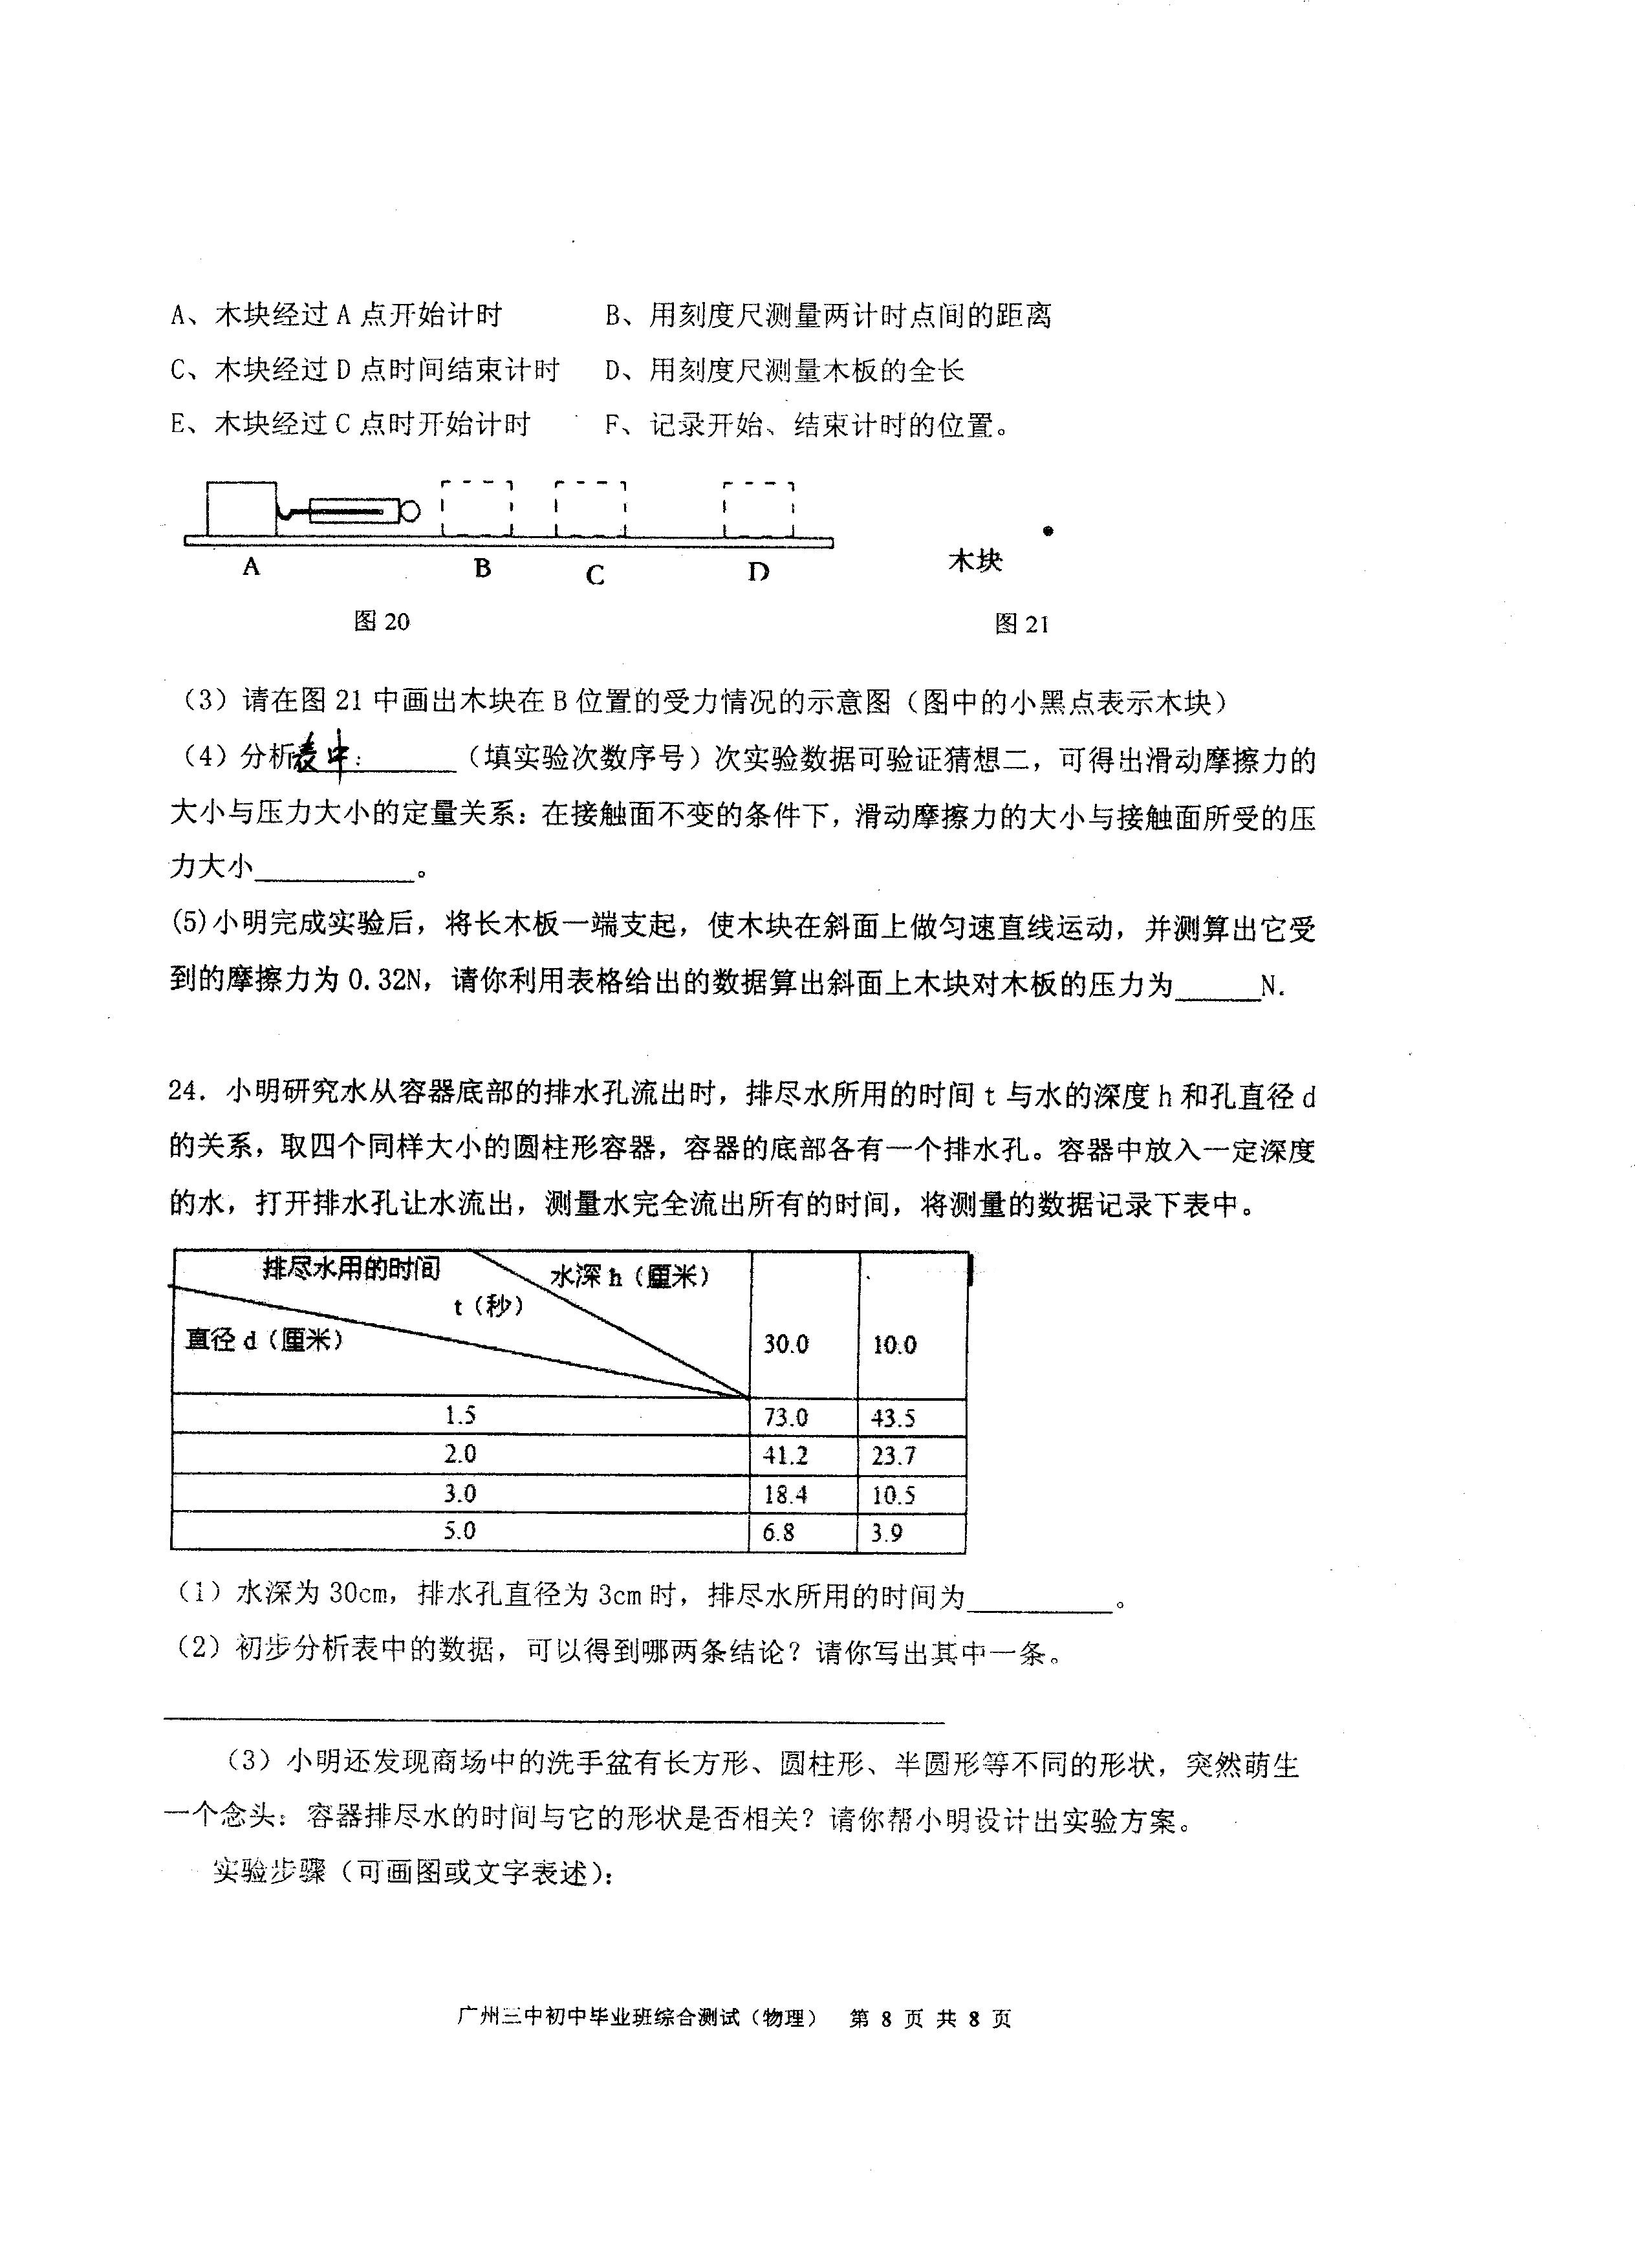 A、木块经过 A 点开始计时 B、用刻度尺测量两计时点间的距离
C、木块经过 D 点时间结束计时 D、用刻度尺测量木板的全长
E、木块经过 C 点时开始计时 F、记录开始、结束计时的位置。
A B C D 木块
图 20 图 21
（3）请在图 21 中画出木块在 B 位置的受力情况的示意图（图中的小黑点表示木块）
（4）分析表中：______（填实验次数序号）次实验数据可验证猜想二，可得出滑动摩擦力的
大小与压力大小的定量关系：在接触面不变的条件下，滑动摩擦力的大小与接触面所受的压
力大小__________。
(5)小明完成实验后，将长木板一端支起，使木块在斜面上做匀速直线运动，并测算出它受
到的摩擦力为 0.32N，请你利用表格给出的数据算出斜面上木块对木板的压力为_____N.
24．小明研究水从容器底部的排水孔流出时，排尽水所用的时间 t 与水的深度 h 和孔直径 d
的关系，取四个同样大小的圆柱形容器，容器的底部各有一个排水孔。容器中放入一定深度
的水，打开排水孔让水流出，测量水完全流出所有的时间，将测量的数据记录下表中。
排尽水用的时间 水深 h（厘米）
t（秒）
直径 d（厘米） 30.0 10.0
1.5 73.0 43.5
2.0 41.2 23.7
3.0 18.4 10.5
5.0 6.8 3.9
（1）水深为 30cm，排水孔直径为 3cm 时，排尽水所用的时间为__________。
（2）初步分析表中的数据，可以得到哪两条结论？请你写出其中一条。
（3）小明还发现商场中的洗手盆有长方形、圆柱形、半圆形等不同的形状，突然萌生
一个念头：容器排尽水的时间与它的形状是否相关？请你帮小明设计出实验方案。
实验步骤（可画图或文字表述）：
广州三中初中毕业班综合测试（物理） 第 8 页 共 8 页